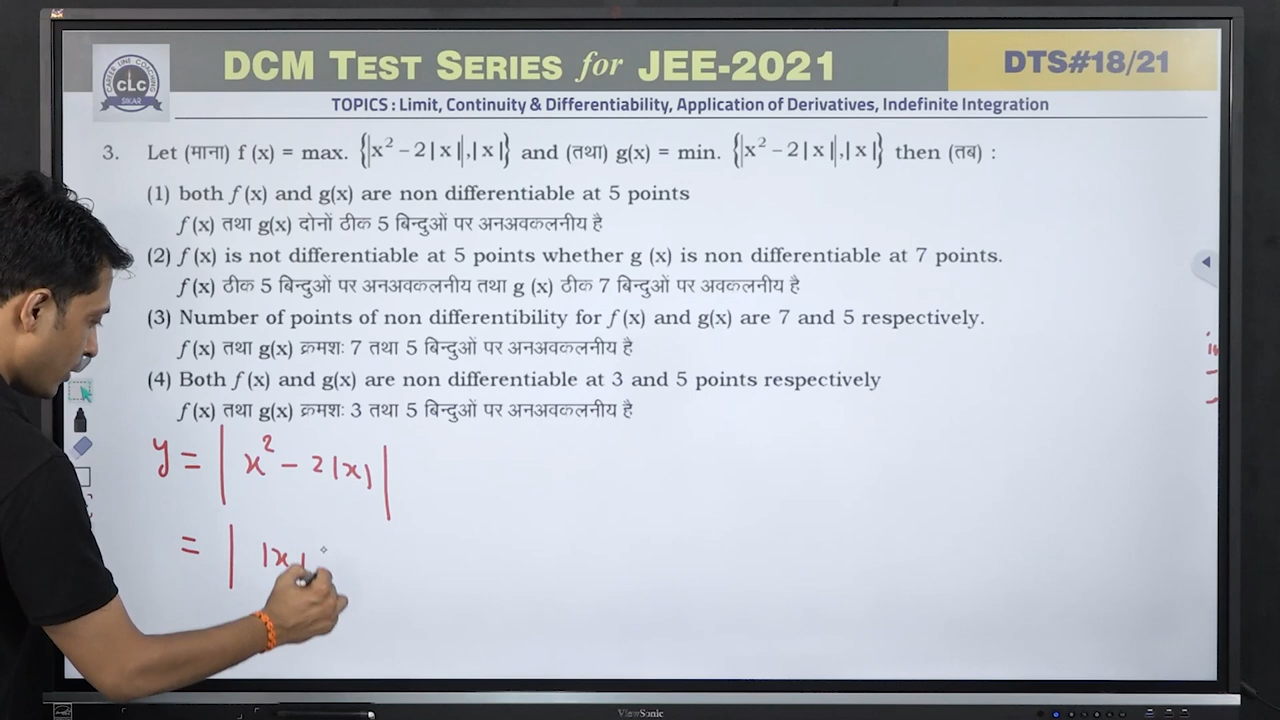 DCM TEST SERIES for JEE-2021
DTS#18/21
CAREER LINE COACHING
CLC
SIKAR
TOPICS : Limit, Continuity & Differentiability, Application of Derivatives, Indefinite Integration
3. Let (माना) f (x) = max. {|x² – 2|x||,|x|} and (तथा) g(x) = min. {|x² – 2|x||,|x|} then (तब) :
(1) both f (x) and g(x) are non differentiable at 5 points
f (x) तथा g(x) दोनों ठीक 5 बिन्दुओं पर अनअवकलनीय है
(2) f (x) is not differentiable at 5 points whether g (x) is non differentiable at 7 points.
f (x) ठीक 5 बिन्दुओं पर अनअवकलनीय तथा g (x) ठीक 7 बिन्दुओं पर अवकलनीय है
(3) Number of points of non differentibility for f (x) and g(x) are 7 and 5 respectively.
f (x) तथा g(x) क्रमशः 7 तथा 5 बिन्दुओं पर अनअवकलनीय है
(4) Both f (x) and g(x) are non differentiable at 3 and 5 points respectively
f (x) तथा g(x) क्रमशः 3 तथा 5 बिन्दुओं पर अनअवकलनीय है
y = | x² – 2|x| |
= | |x|
ViewSonic